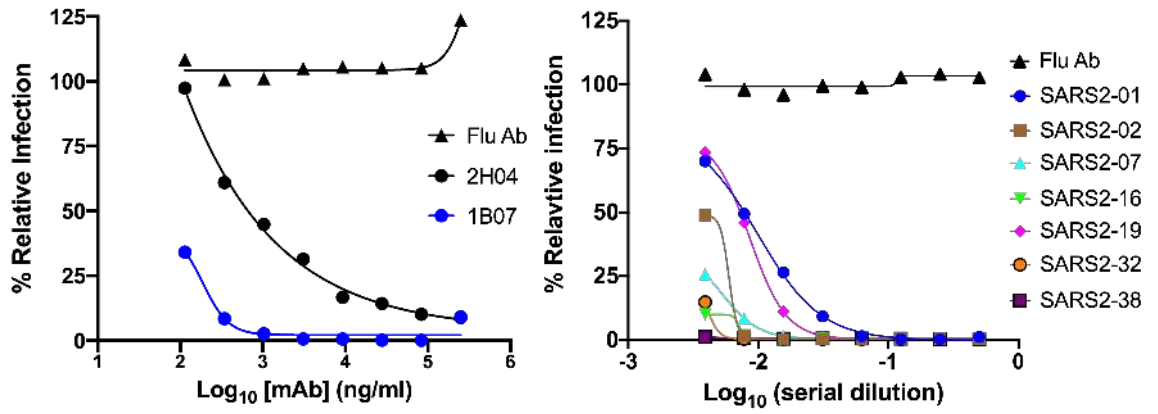 % Relative Infection
125
100
75
50
25
0
1
2
3
4
5
6
Log10 [mAb] (ng/ml)
Flu Ab
2H04
1B07
% Relavtive infection
125
100
75
50
25
0
-3
-2
-1
0
Log10 (serial dilution)
Flu Ab
SARS2-01
SARS2-02
SARS2-07
SARS2-16
SARS2-19
SARS2-32
SARS2-38